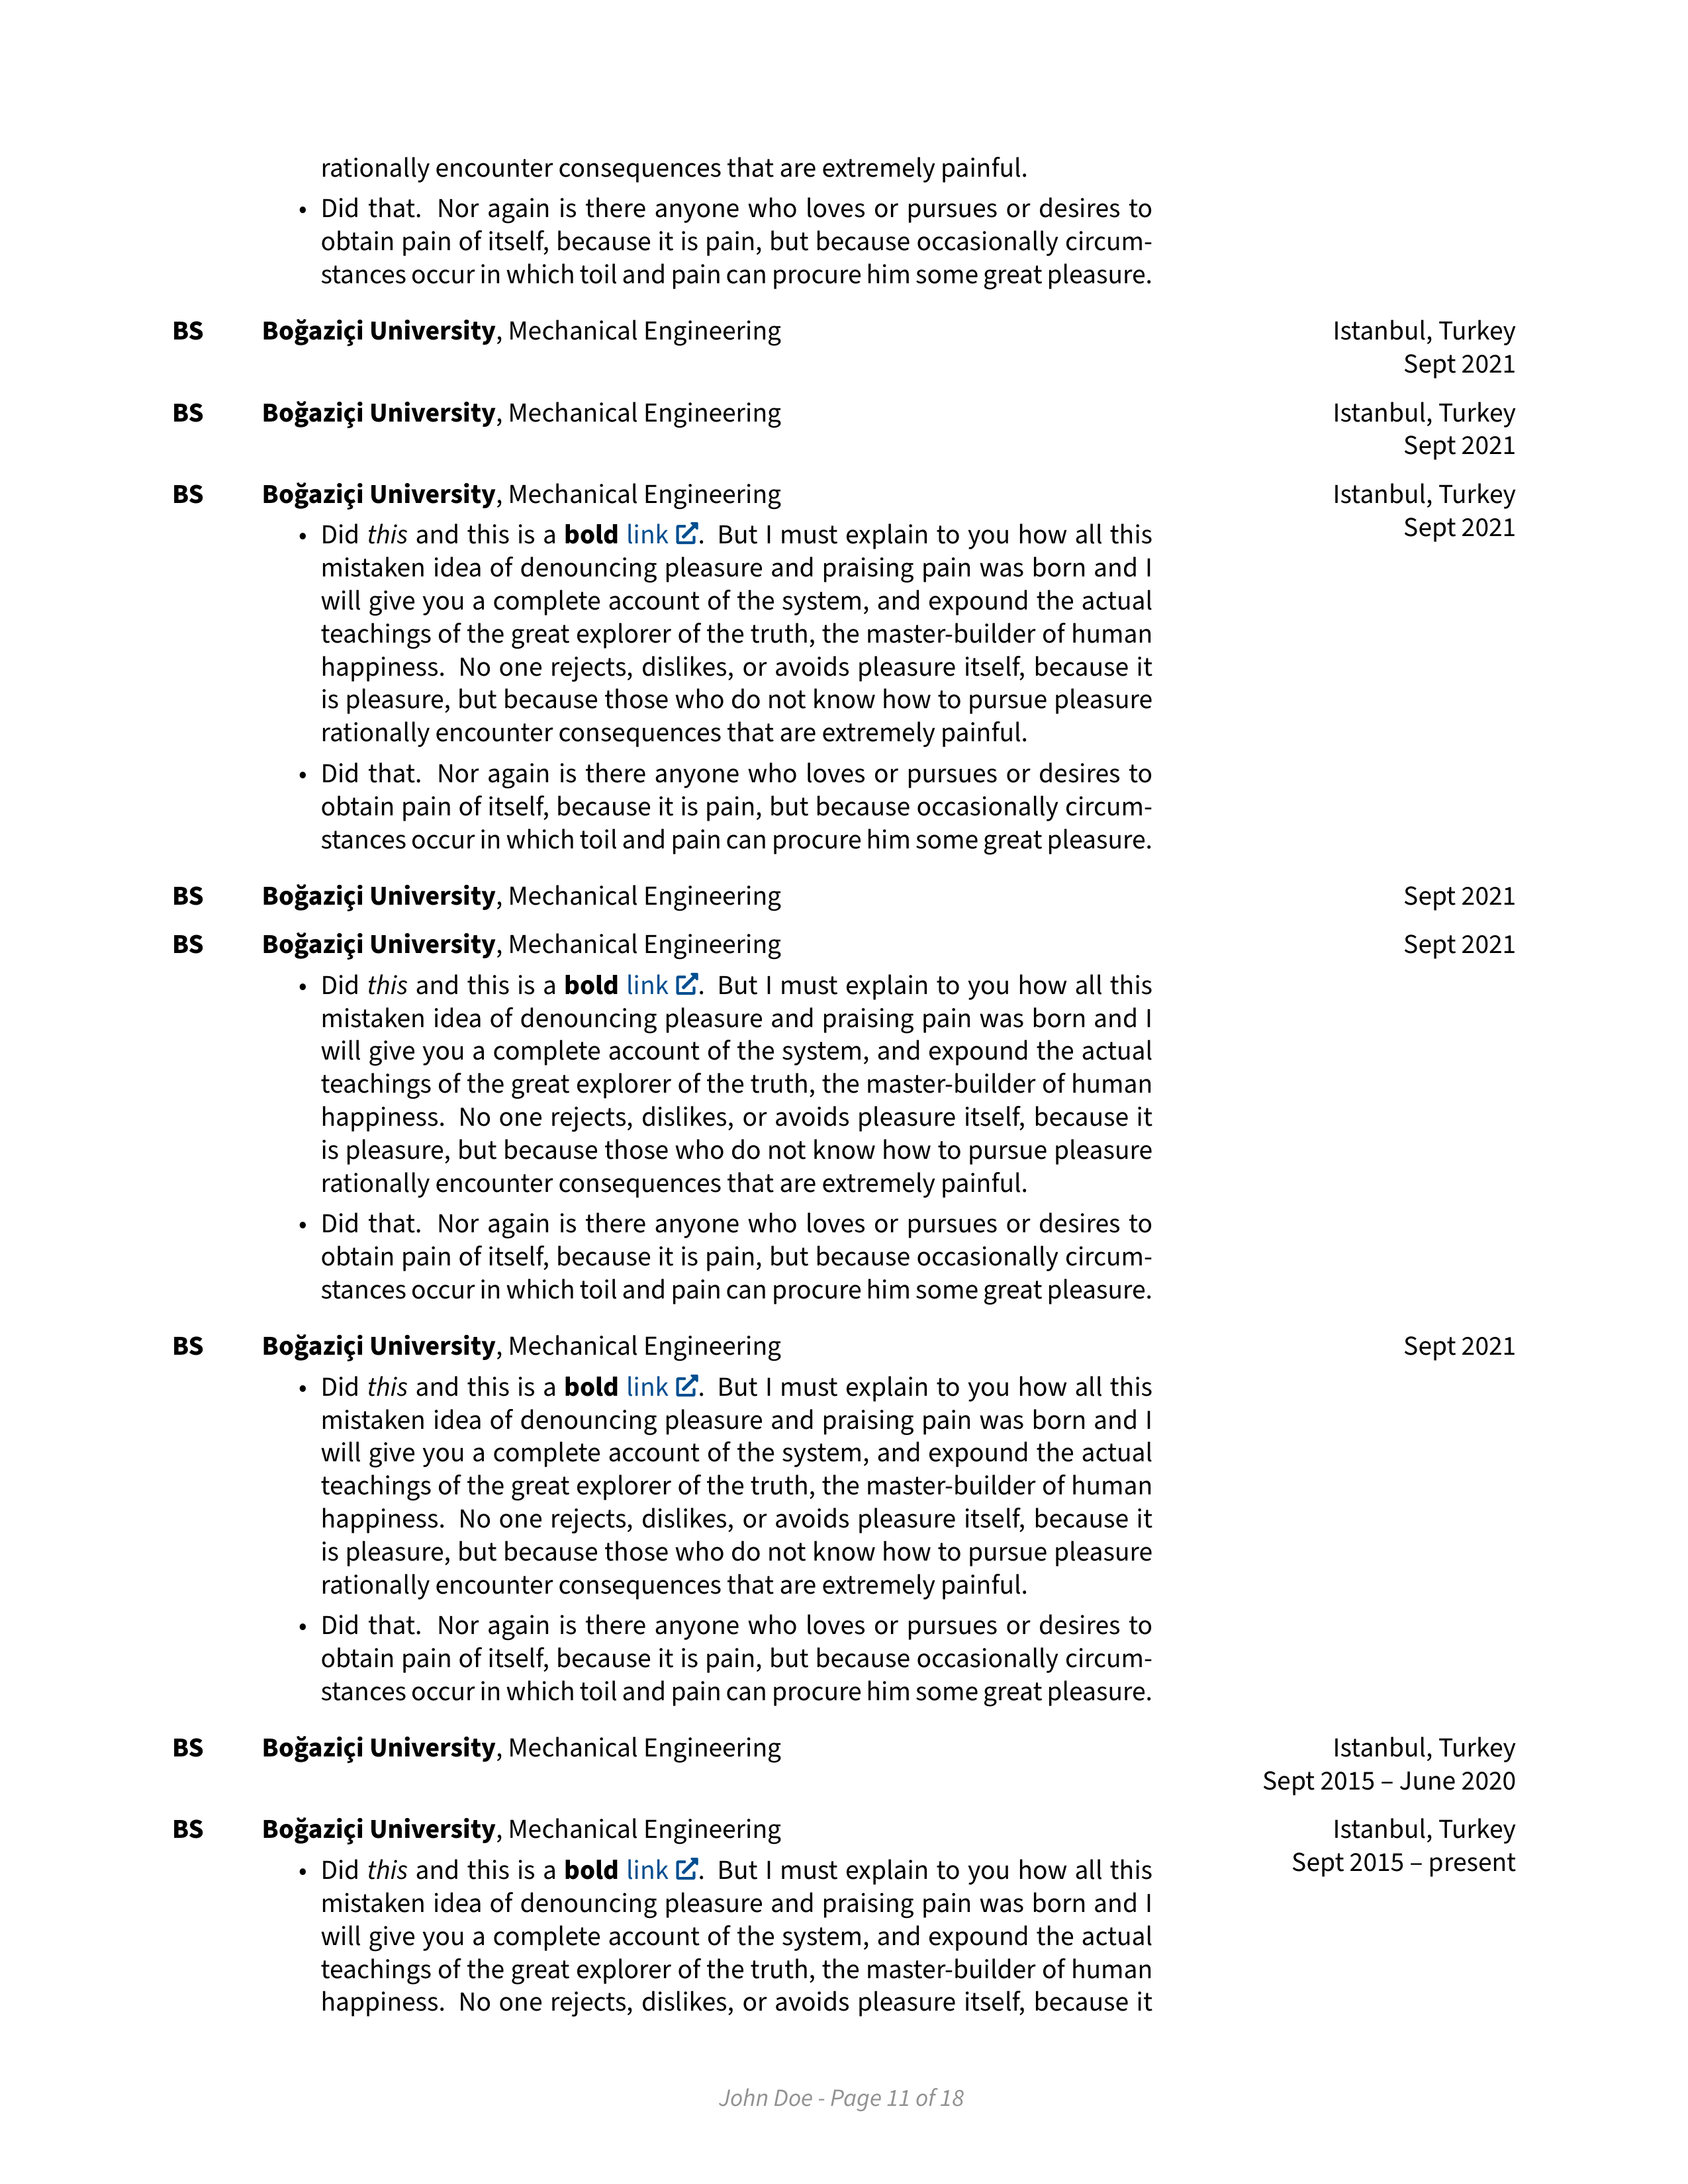 rationally encounter consequences that are extremely painful.
• Did that. Nor again is there anyone who loves or pursues or desires to
obtain pain of itself, because it is pain, but because occasionally circum-
stances occur in which toil and pain can procure him some great pleasure.
BS Boğaziçi University, Mechanical Engineering Istanbul, Turkey
Sept 2021
BS Boğaziçi University, Mechanical Engineering Istanbul, Turkey
Sept 2021
BS Boğaziçi University, Mechanical Engineering Istanbul, Turkey
Sept 2021
• Did this and this is a bold link. But I must explain to you how all this
mistaken idea of denouncing pleasure and praising pain was born and I
will give you a complete account of the system, and expound the actual
teachings of the great explorer of the truth, the master-builder of human
happiness. No one rejects, dislikes, or avoids pleasure itself, because it
is pleasure, but because those who do not know how to pursue pleasure
rationally encounter consequences that are extremely painful.
• Did that. Nor again is there anyone who loves or pursues or desires to
obtain pain of itself, because it is pain, but because occasionally circum-
stances occur in which toil and pain can procure him some great pleasure.
BS Boğaziçi University, Mechanical Engineering Sept 2021
BS Boğaziçi University, Mechanical Engineering Sept 2021
• Did this and this is a bold link. But I must explain to you how all this
mistaken idea of denouncing pleasure and praising pain was born and I
will give you a complete account of the system, and expound the actual
teachings of the great explorer of the truth, the master-builder of human
happiness. No one rejects, dislikes, or avoids pleasure itself, because it
is pleasure, but because those who do not know how to pursue pleasure
rationally encounter consequences that are extremely painful.
• Did that. Nor again is there anyone who loves or pursues or desires to
obtain pain of itself, because it is pain, but because occasionally circum-
stances occur in which toil and pain can procure him some great pleasure.
BS Boğaziçi University, Mechanical Engineering Sept 2021
• Did this and this is a bold link. But I must explain to you how all this
mistaken idea of denouncing pleasure and praising pain was born and I
will give you a complete account of the system, and expound the actual
teachings of the great explorer of the truth, the master-builder of human
happiness. No one rejects, dislikes, or avoids pleasure itself, because it
is pleasure, but because those who do not know how to pursue pleasure
rationally encounter consequences that are extremely painful.
• Did that. Nor again is there anyone who loves or pursues or desires to
obtain pain of itself, because it is pain, but because occasionally circum-
stances occur in which toil and pain can procure him some great pleasure.
BS Boğaziçi University, Mechanical Engineering Istanbul, Turkey
Sept 2015 – June 2020
BS Boğaziçi University, Mechanical Engineering Istanbul, Turkey
Sept 2015 – present
• Did this and this is a bold link. But I must explain to you how all this
mistaken idea of denouncing pleasure and praising pain was born and I
will give you a complete account of the system, and expound the actual
teachings of the great explorer of the truth, the master-builder of human
happiness. No one rejects, dislikes, or avoids pleasure itself, because it
John Doe - Page 11 of 18